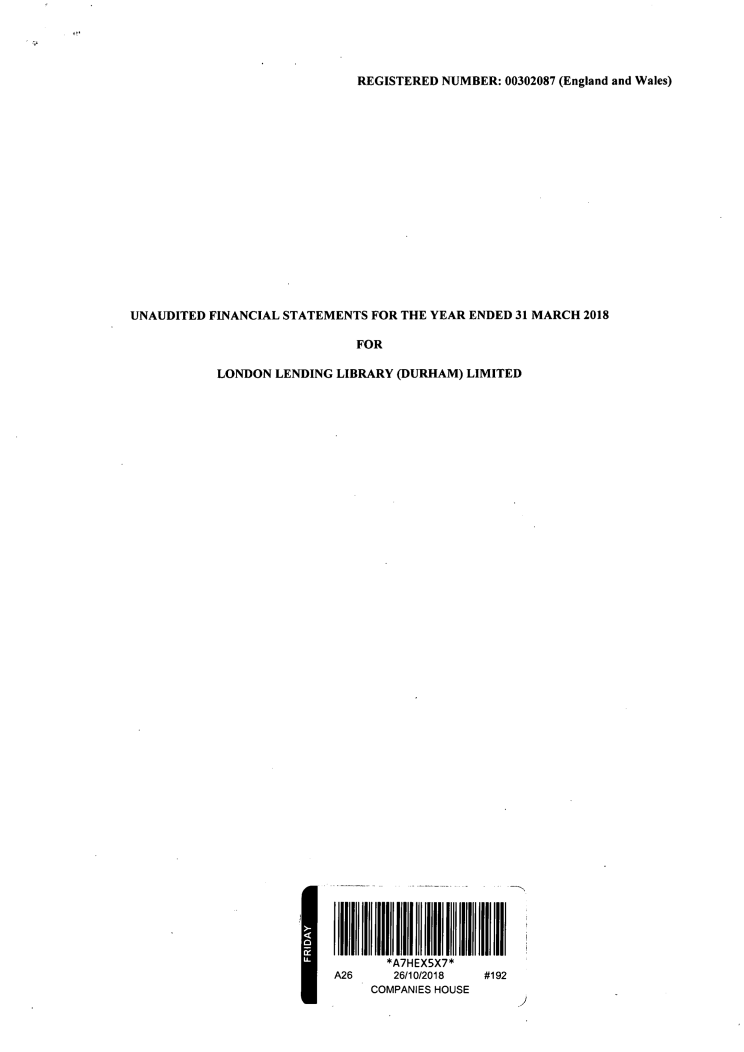 REGISTERED NUMBER: 00302087 (England and Wales)
UNAUDITED FINANCIAL STATEMENTS FOR THE YEAR ENDED 31 MARCH 2018
FOR
LONDON LENDING LIBRARY (DURHAM) LIMITED
FRIDAY
*A7HEX5X7*
A26 26/10/2018 #192
COMPANIES HOUSE